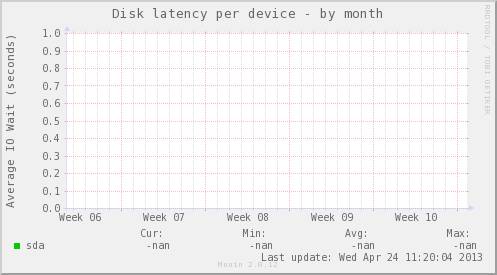 Disk latency per device - by month
RRDTOOL / TOBI OETIKER
Average IO Wait (seconds)
1.0
0.9
0.8
0.7
0.6
0.5
0.4
0.3
0.2
0.1
0.0
Week 06 Week 07 Week 08 Week 09 Week 10
Cur: Min: Avg: Max:
sda -nan -nan -nan -nan
Last update: Wed Apr 24 11:20:04 2013
Munin 2.0.12